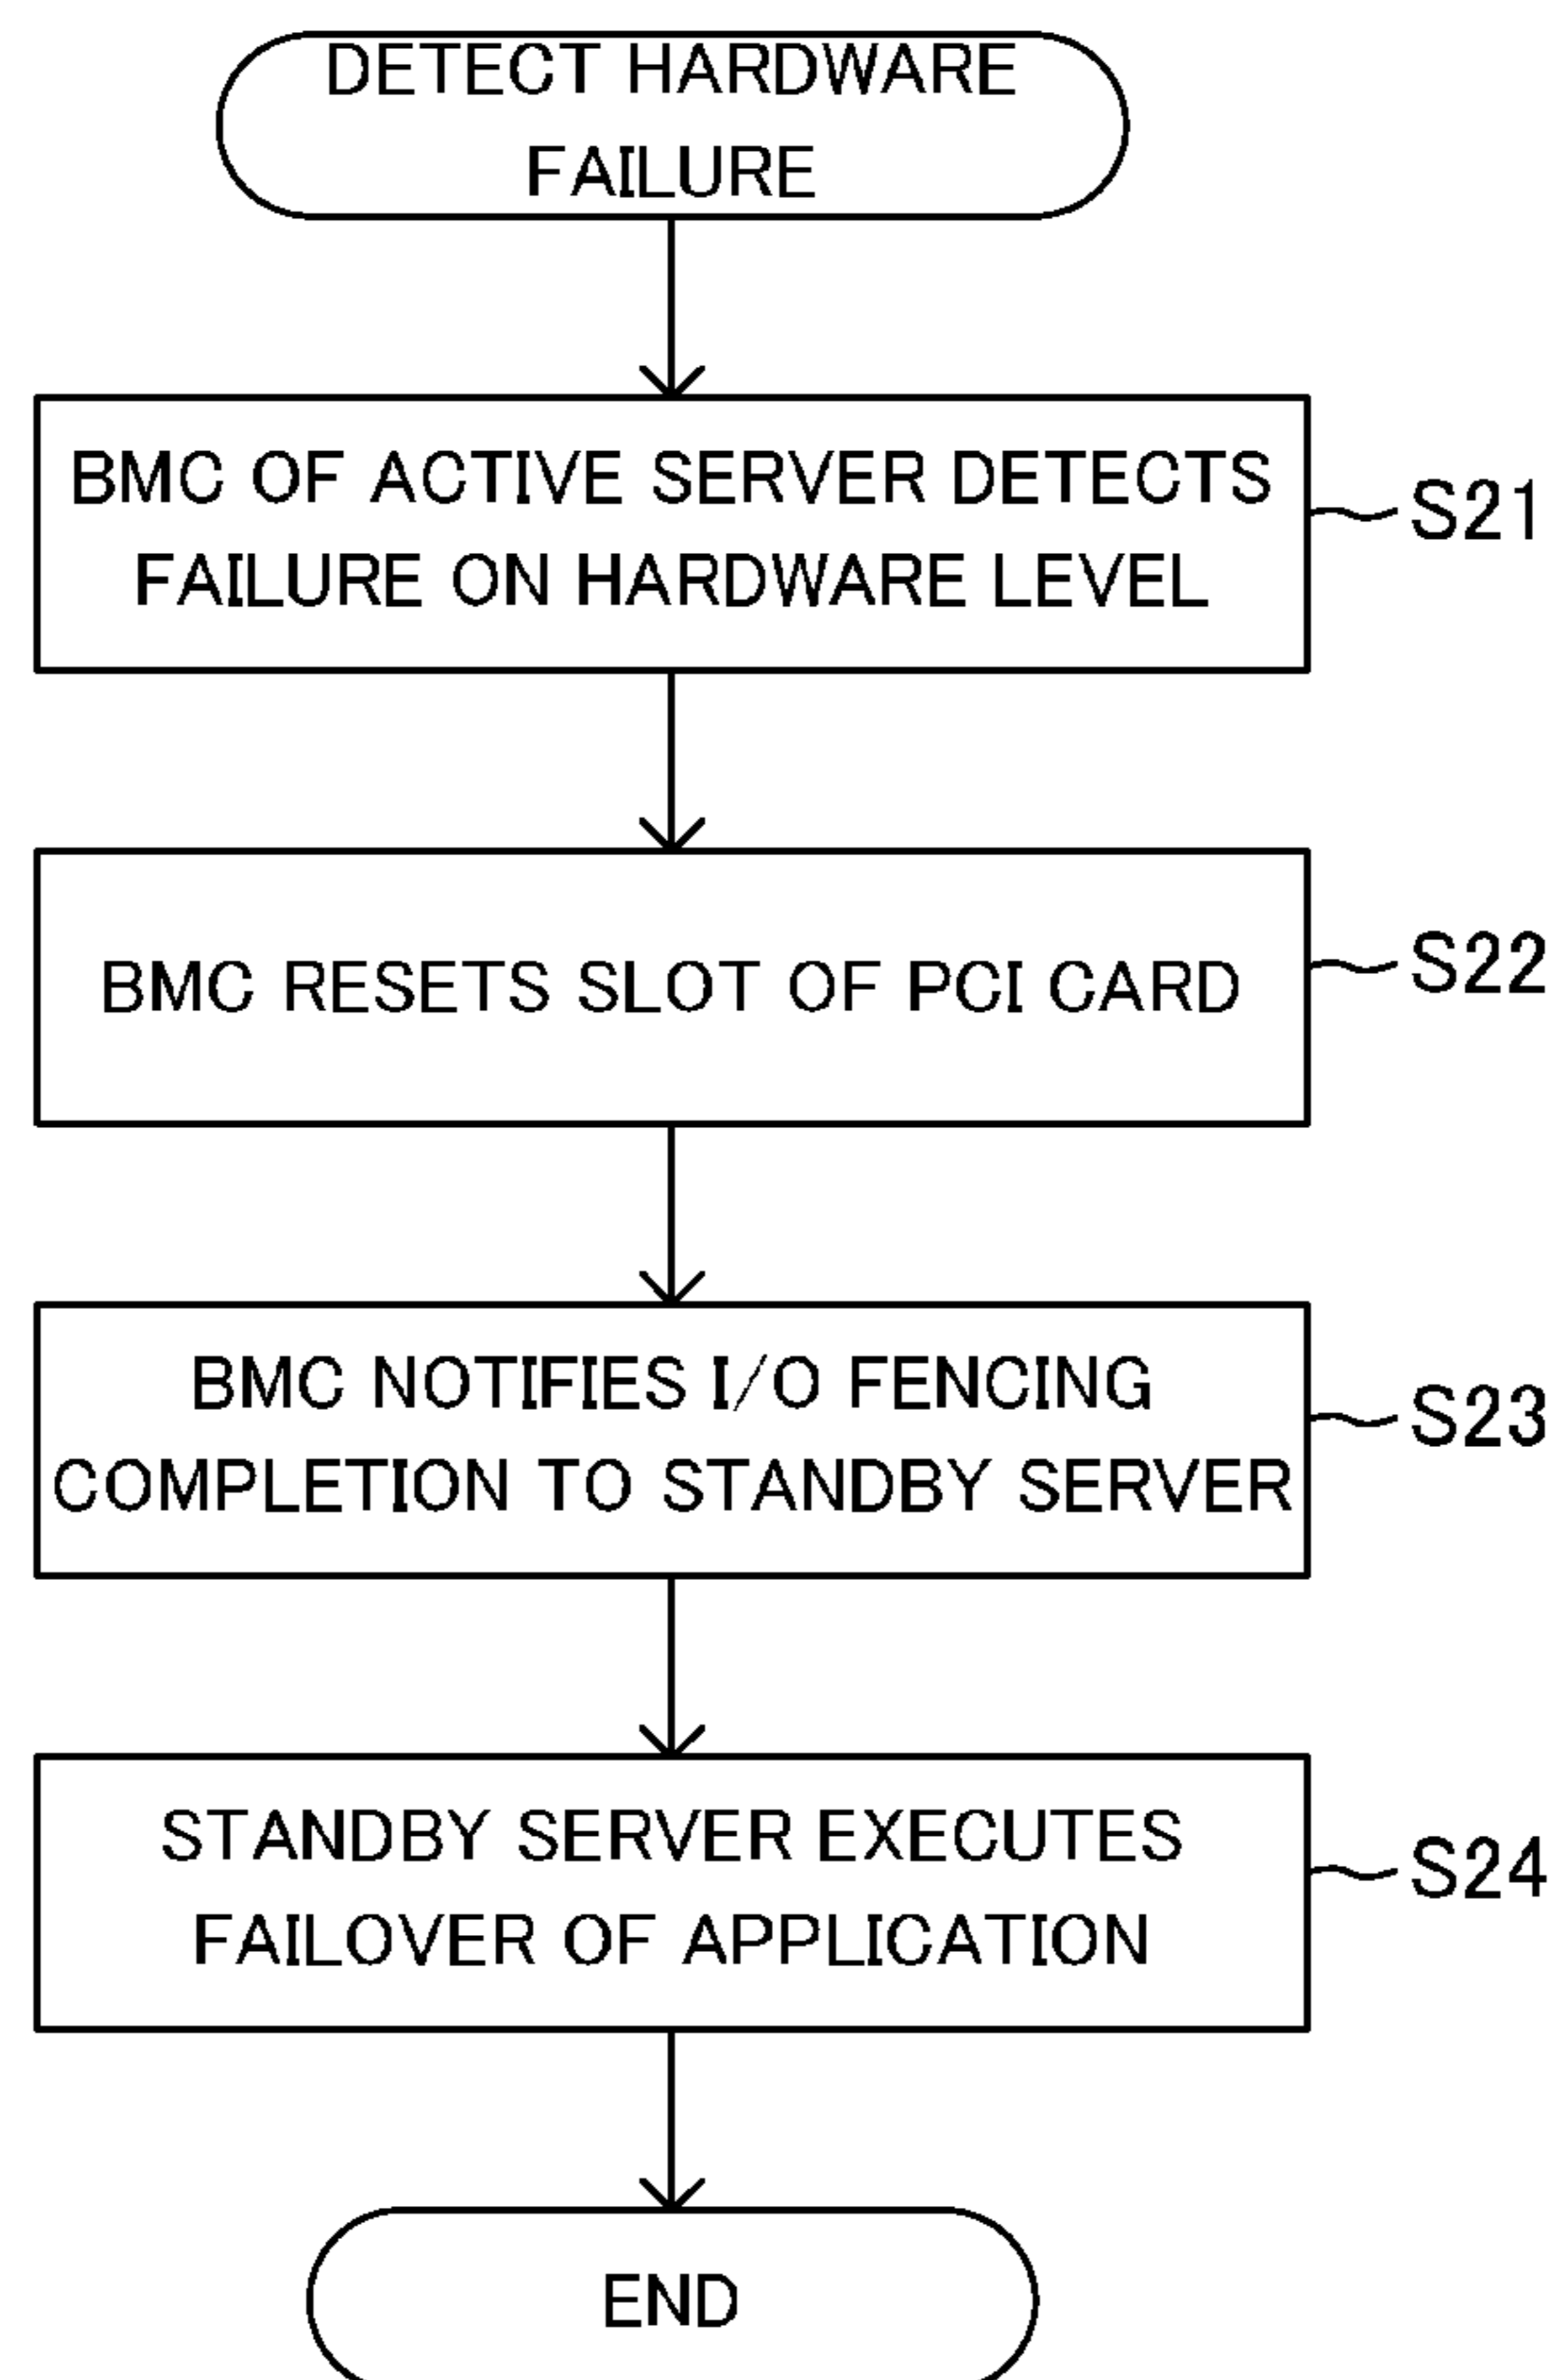 DETECT HARDWARE
FAILURE
BMC OF ACTIVE SERVER DETECTS
FAILURE ON HARDWARE LEVEL
S21
BMC RESETS SLOT OF PCI CARD
S22
BMC NOTIFIES I/O FENCING
COMPLETION TO STANDBY SERVER
S23
STANDBY SERVER EXECUTES
FAILOVER OF APPLICATION
S24
END